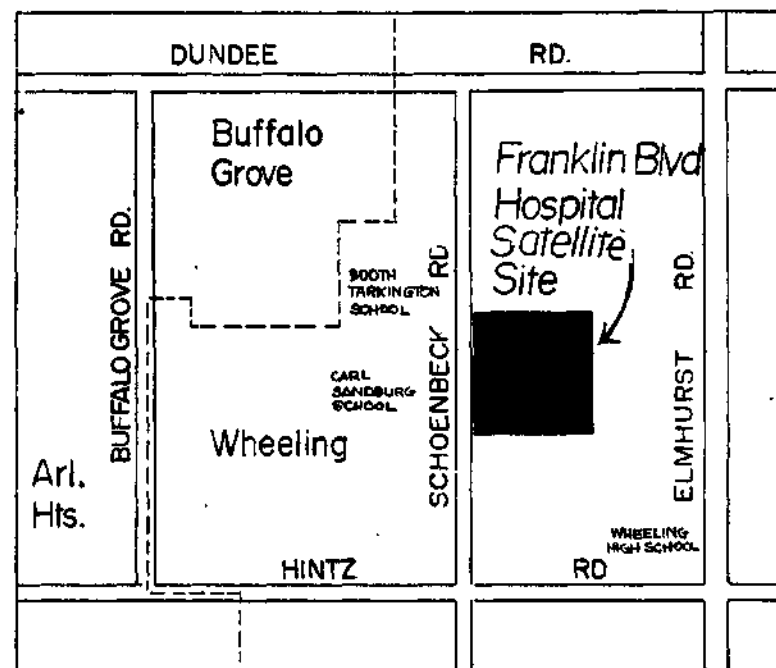 DUNDEE RD.
Buffalo
Grove
Franklin Blvd
Hospital
Satellite
Site
BUFFALO GROVE RD.
BOOTH
TARKINGTON
SCHOOL
SCHOENBECK RD
ELMHURST RD.
CARL
SANDBURG
SCHOOL
Wheeling
Arl.
Hts.
WHEELING
HIGH SCHOOL
HINTZ RD